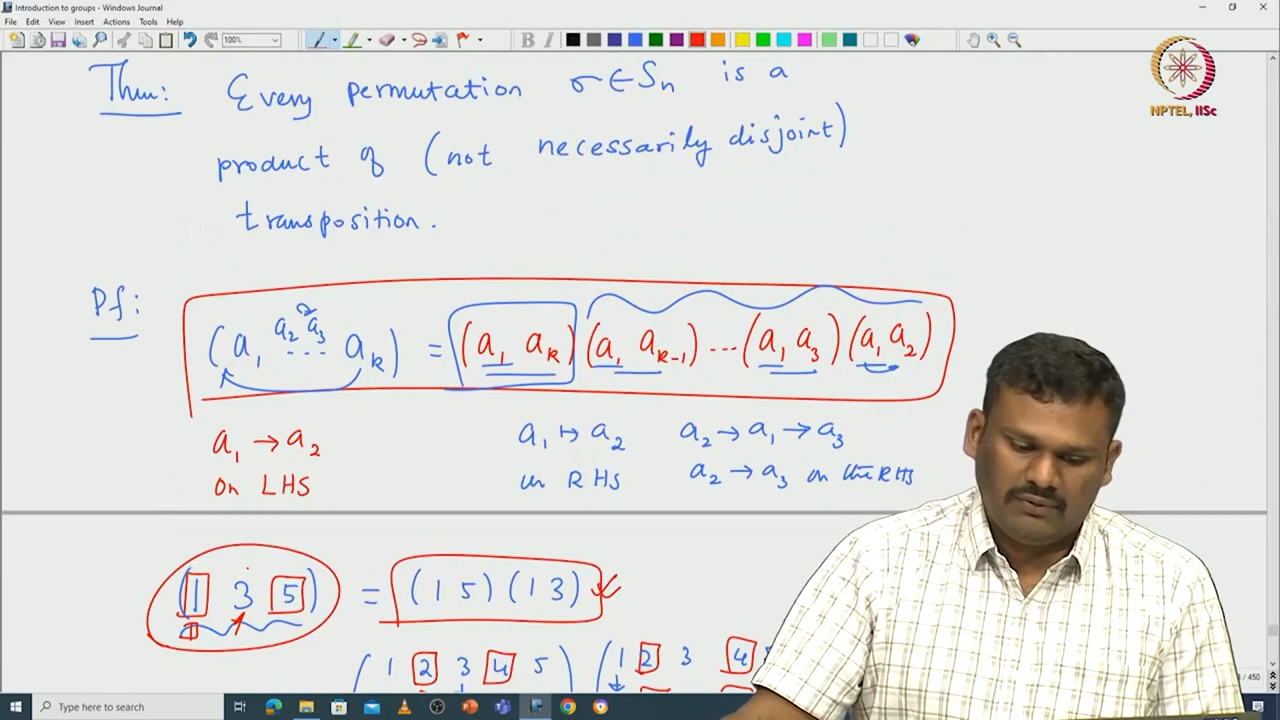 Introduction to groups - Windows Journal
File Edit View Insert Actions Tools Help
100%
B I
NPTEL, IISc
Thm: Every permutation σ ∈ Sn is a
product of (not necessarily disjoint)
transposition.
Pf: (a1 a2 a3 ... ak) = (a1 ak)(a1 ak-1) ... (a1 a3)(a1 a2)
a1 → a2
on LHS
a1 ↦ a2
on RHS
a2 → a1 → a3
a2 → a3 on the RHS
(1 3 5) = (1 5)(1 3)
(1 2 3 4 5) (1 2 3 4
/ 450
Type here to search